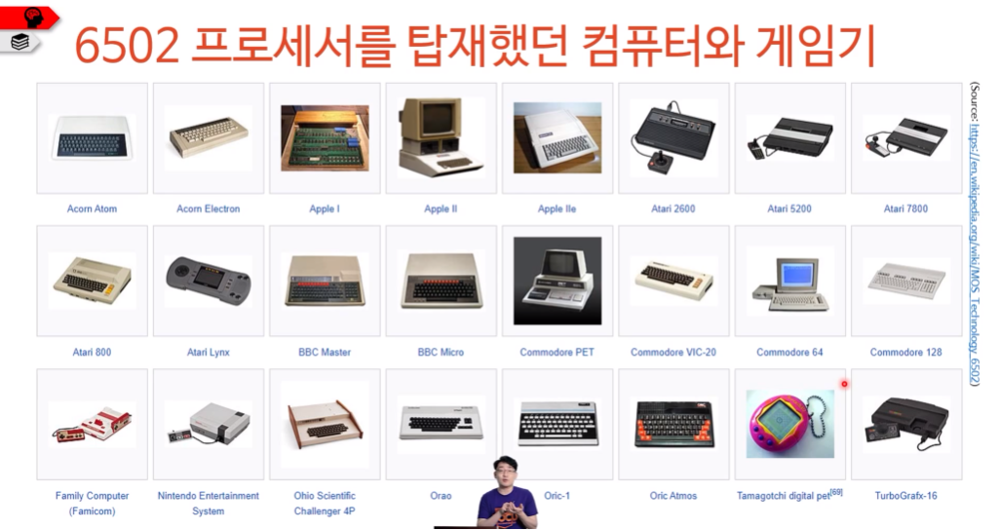 6502 프로세서를 탑재했던 컴퓨터와 게임기
Acorn Atom
Acorn Electron
Apple I
Apple II
Apple IIe
Atari 2600
Atari 5200
Atari 7800
Atari 800
Atari Lynx
BBC Master
BBC Micro
Commodore PET
Commodore VIC-20
Commodore 64
Commodore 128
Family Computer
(Famicom)
Nintendo Entertainment
System
Ohio Scientific
Challenger 4P
Orao
Oric-1
Oric Atmos
Tamagotchi digital pet[69]
TurboGrafx-16
(Source: https://en.wikipedia.org/wiki/MOS_Technology_6502)